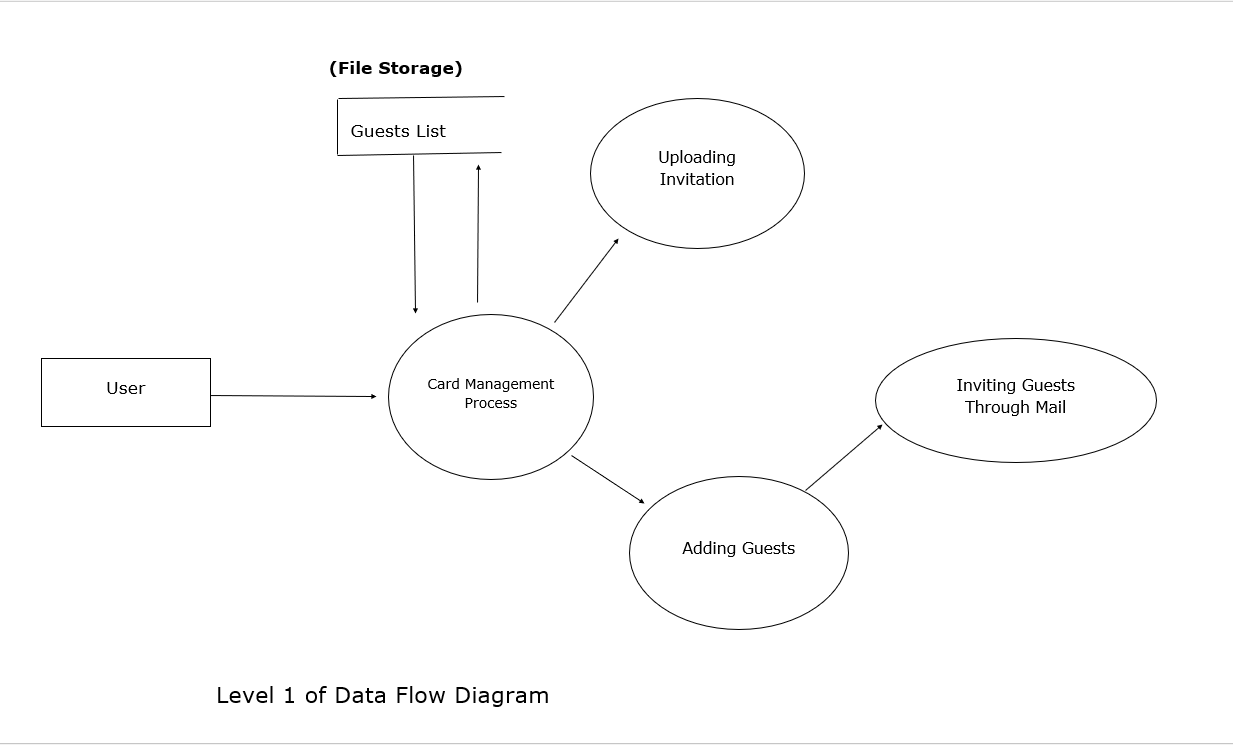 (File Storage)
Guests List
Uploading
Invitation
User
Card Management
Process
Inviting Guests
Through Mail
Adding Guests
Level 1 of Data Flow Diagram